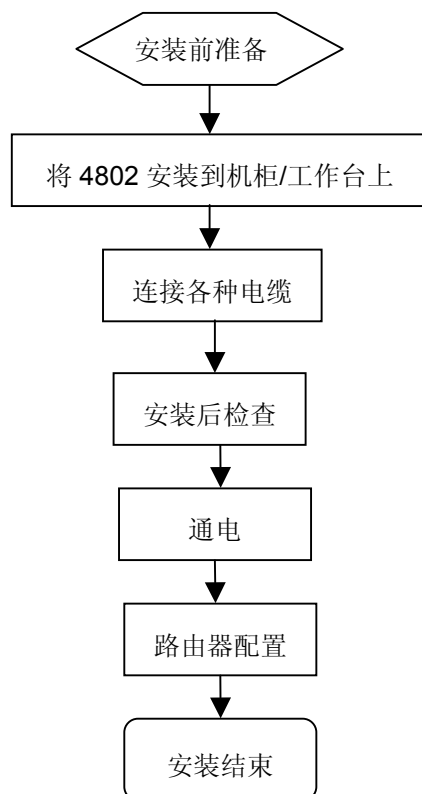 安装前准备
将 4802 安装到机柜/工作台上
连接各种电缆
安装后检查
通电
路由器配置
安装结束